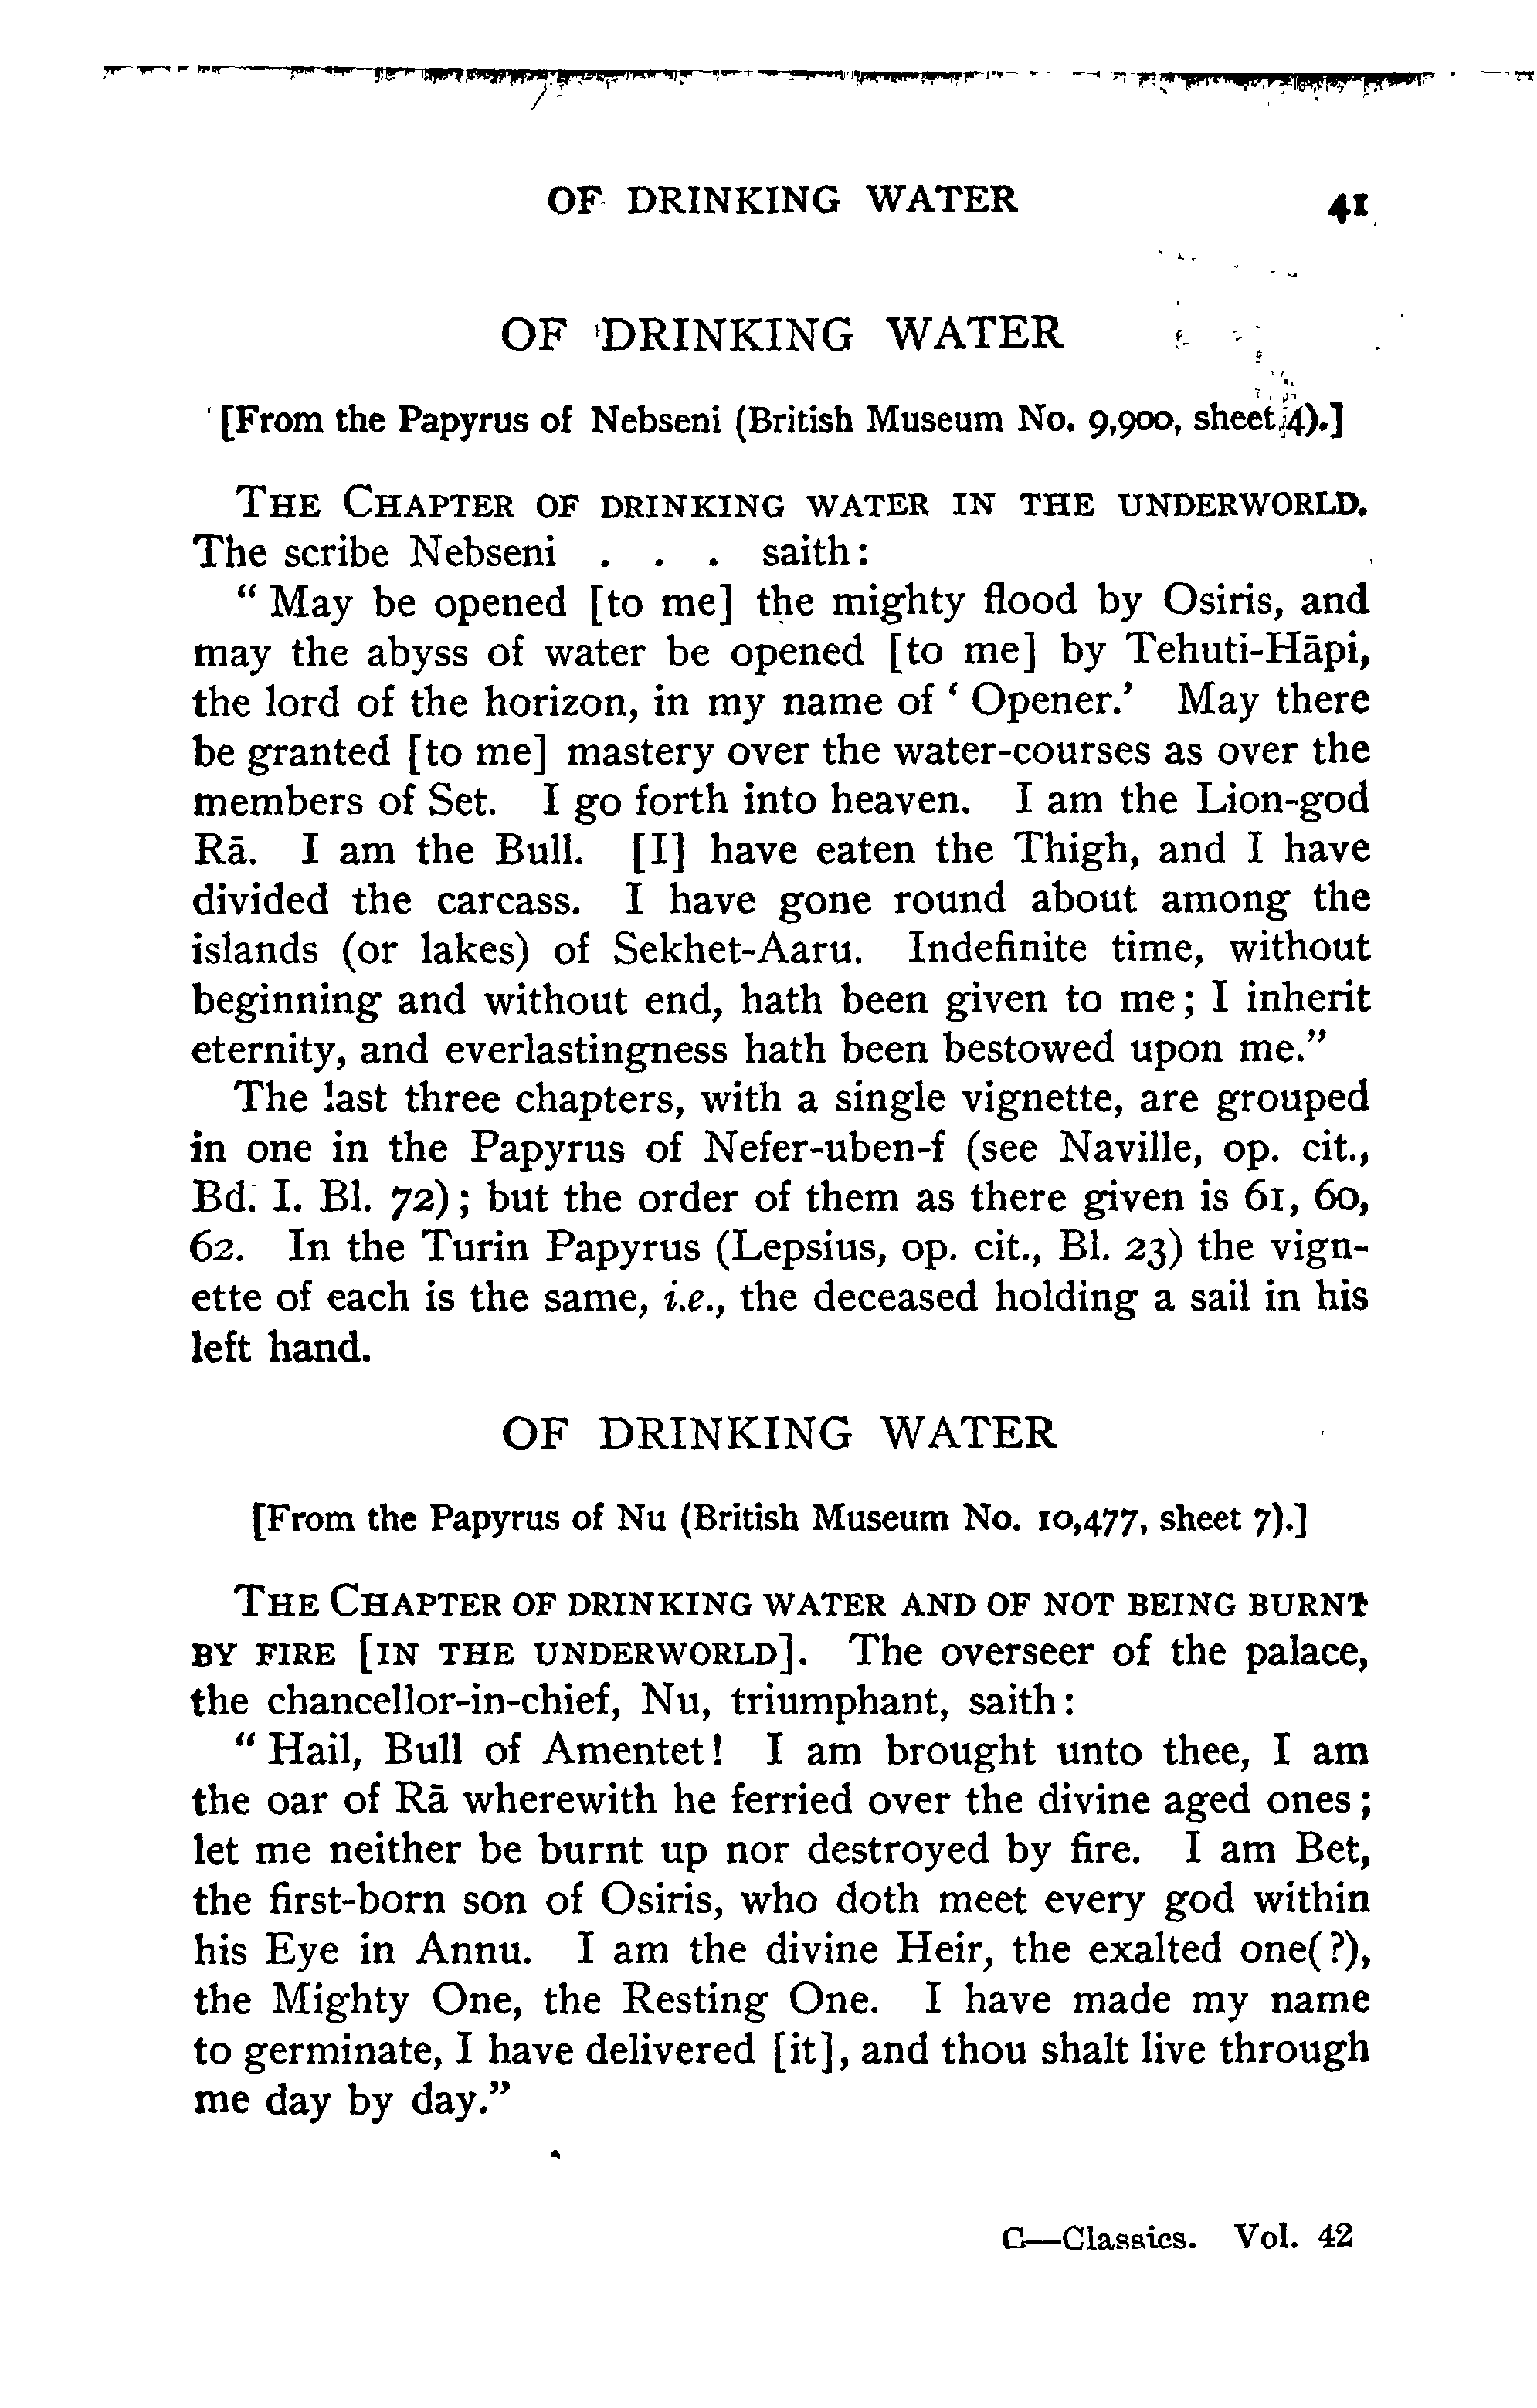 OF DRINKING WATER 41
OF DRINKING WATER
[From the Papyrus of Nebseni (British Museum No. 9,900, sheet 4).]
THE CHAPTER OF DRINKING WATER IN THE UNDERWORLD.
The scribe Nebseni . . . saith:
“ May be opened [to me] the mighty flood by Osiris, and
may the abyss of water be opened [to me] by Tehuti-Hāpi,
the lord of the horizon, in my name of ‘ Opener.’ May there
be granted [to me] mastery over the water-courses as over the
members of Set. I go forth into heaven. I am the Lion-god
Rā. I am the Bull. [I] have eaten the Thigh, and I have
divided the carcass. I have gone round about among the
islands (or lakes) of Sekhet-Aaru. Indefinite time, without
beginning and without end, hath been given to me; I inherit
eternity, and everlastingness hath been bestowed upon me.”
The last three chapters, with a single vignette, are grouped
in one in the Papyrus of Nefer-uben-f (see Naville, op. cit.,
Bd. I. Bl. 72); but the order of them as there given is 61, 60,
62. In the Turin Papyrus (Lepsius, op. cit., Bl. 23) the vign-
ette of each is the same, i.e., the deceased holding a sail in his
left hand.
OF DRINKING WATER
[From the Papyrus of Nu (British Museum No. 10,477, sheet 7).]
THE CHAPTER OF DRINKING WATER AND OF NOT BEING BURNT
BY FIRE [IN THE UNDERWORLD]. The overseer of the palace,
the chancellor-in-chief, Nu, triumphant, saith:
“ Hail, Bull of Amentet! I am brought unto thee, I am
the oar of Rā wherewith he ferried over the divine aged ones;
let me neither be burnt up nor destroyed by fire. I am Bet,
the first-born son of Osiris, who doth meet every god within
his Eye in Annu. I am the divine Heir, the exalted one(?),
the Mighty One, the Resting One. I have made my name
to germinate, I have delivered [it], and thou shalt live through
me day by day.”
C—Classics. Vol. 42